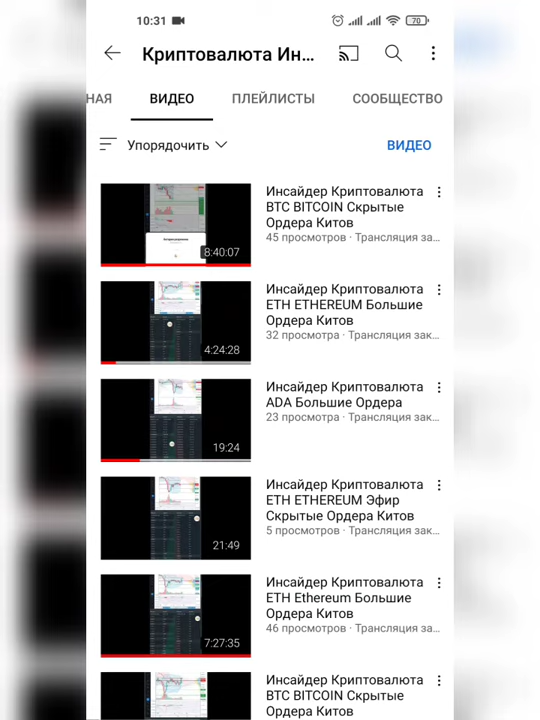 10:31
70
Криптовалюта Ин...
НАЯ
ВИДЕО
ПЛЕЙЛИСТЫ
СООБЩЕСТВО
Упорядочить
ВИДЕО
Инсайдер Криптовалюта
BTC BITCOIN Скрытые
Ордера Китов
45 просмотров · Трансляция за...
8:40:07
Инсайдер Криптовалюта
ETH ETHEREUM Большие
Ордера Китов
32 просмотра · Трансляция зак...
4:24:28
Инсайдер Криптовалюта
ADA Большие Ордера
23 просмотра · Трансляция зак...
19:24
Инсайдер Криптовалюта
ETH ETHEREUM Эфир
Скрытые Ордера Китов
5 просмотров · Трансляция зак...
21:49
Инсайдер Криптовалюта
ETH Ethereum Большие
Ордера Китов
46 просмотров · Трансляция за...
7:27:35
Инсайдер Криптовалюта
BTC BITCOIN Скрытые
Ордера Китов